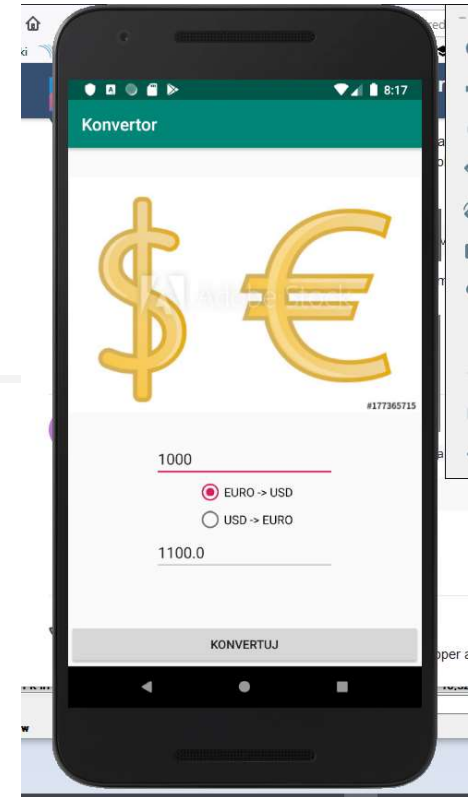 8:17
Konvertor
Adobe Stock
#177365715
1000
EURO -> USD
USD -> EURO
1100.0
KONVERTUJ